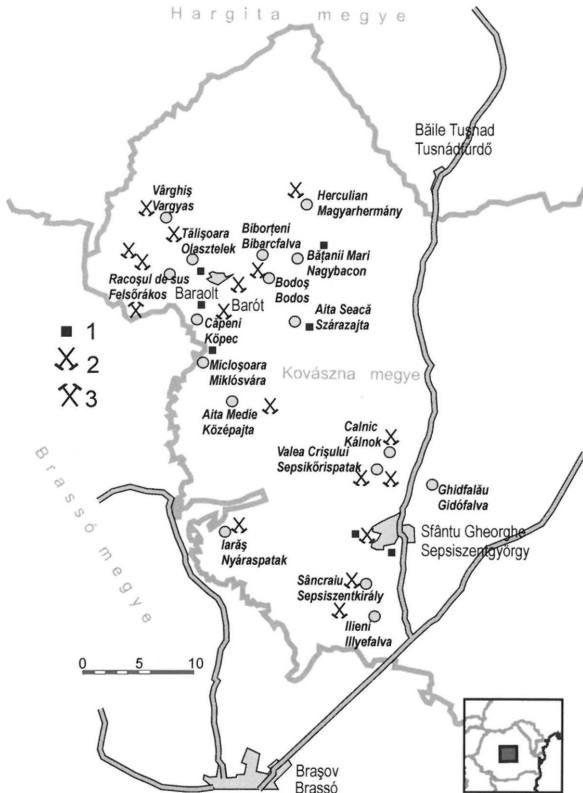 Hargita megye
Băile Tușnad
Tusnádfürdő
Vârghiș
Vargyas
Herculian
Magyarhermány
Tălișoara
Olasztelek
Biborțeni
Bibarcfalva
Bățanii Mari
Nagybacon
Racoșul de sus
Felsőrákos
Baraolt
Barót
Bodoș
Bodos
Aita Seacă
Szárazajta
Căpeni
Köpec
1
2
3
Micloșoara
Miklósvára
Kovászna megye
Aita Medie
Középajta
Calnic
Kálnok
Valea Crișului
Sepsikőrispatak
Ghidfalău
Gidófalva
Brassó megye
Iarăș
Nyáraspatak
Sfântu Gheorghe
Sepsiszentgyörgy
Sâncraiu
Sepsiszentkirály
Ilieni
Illyefalva
0 5 10
Brașov
Brassó